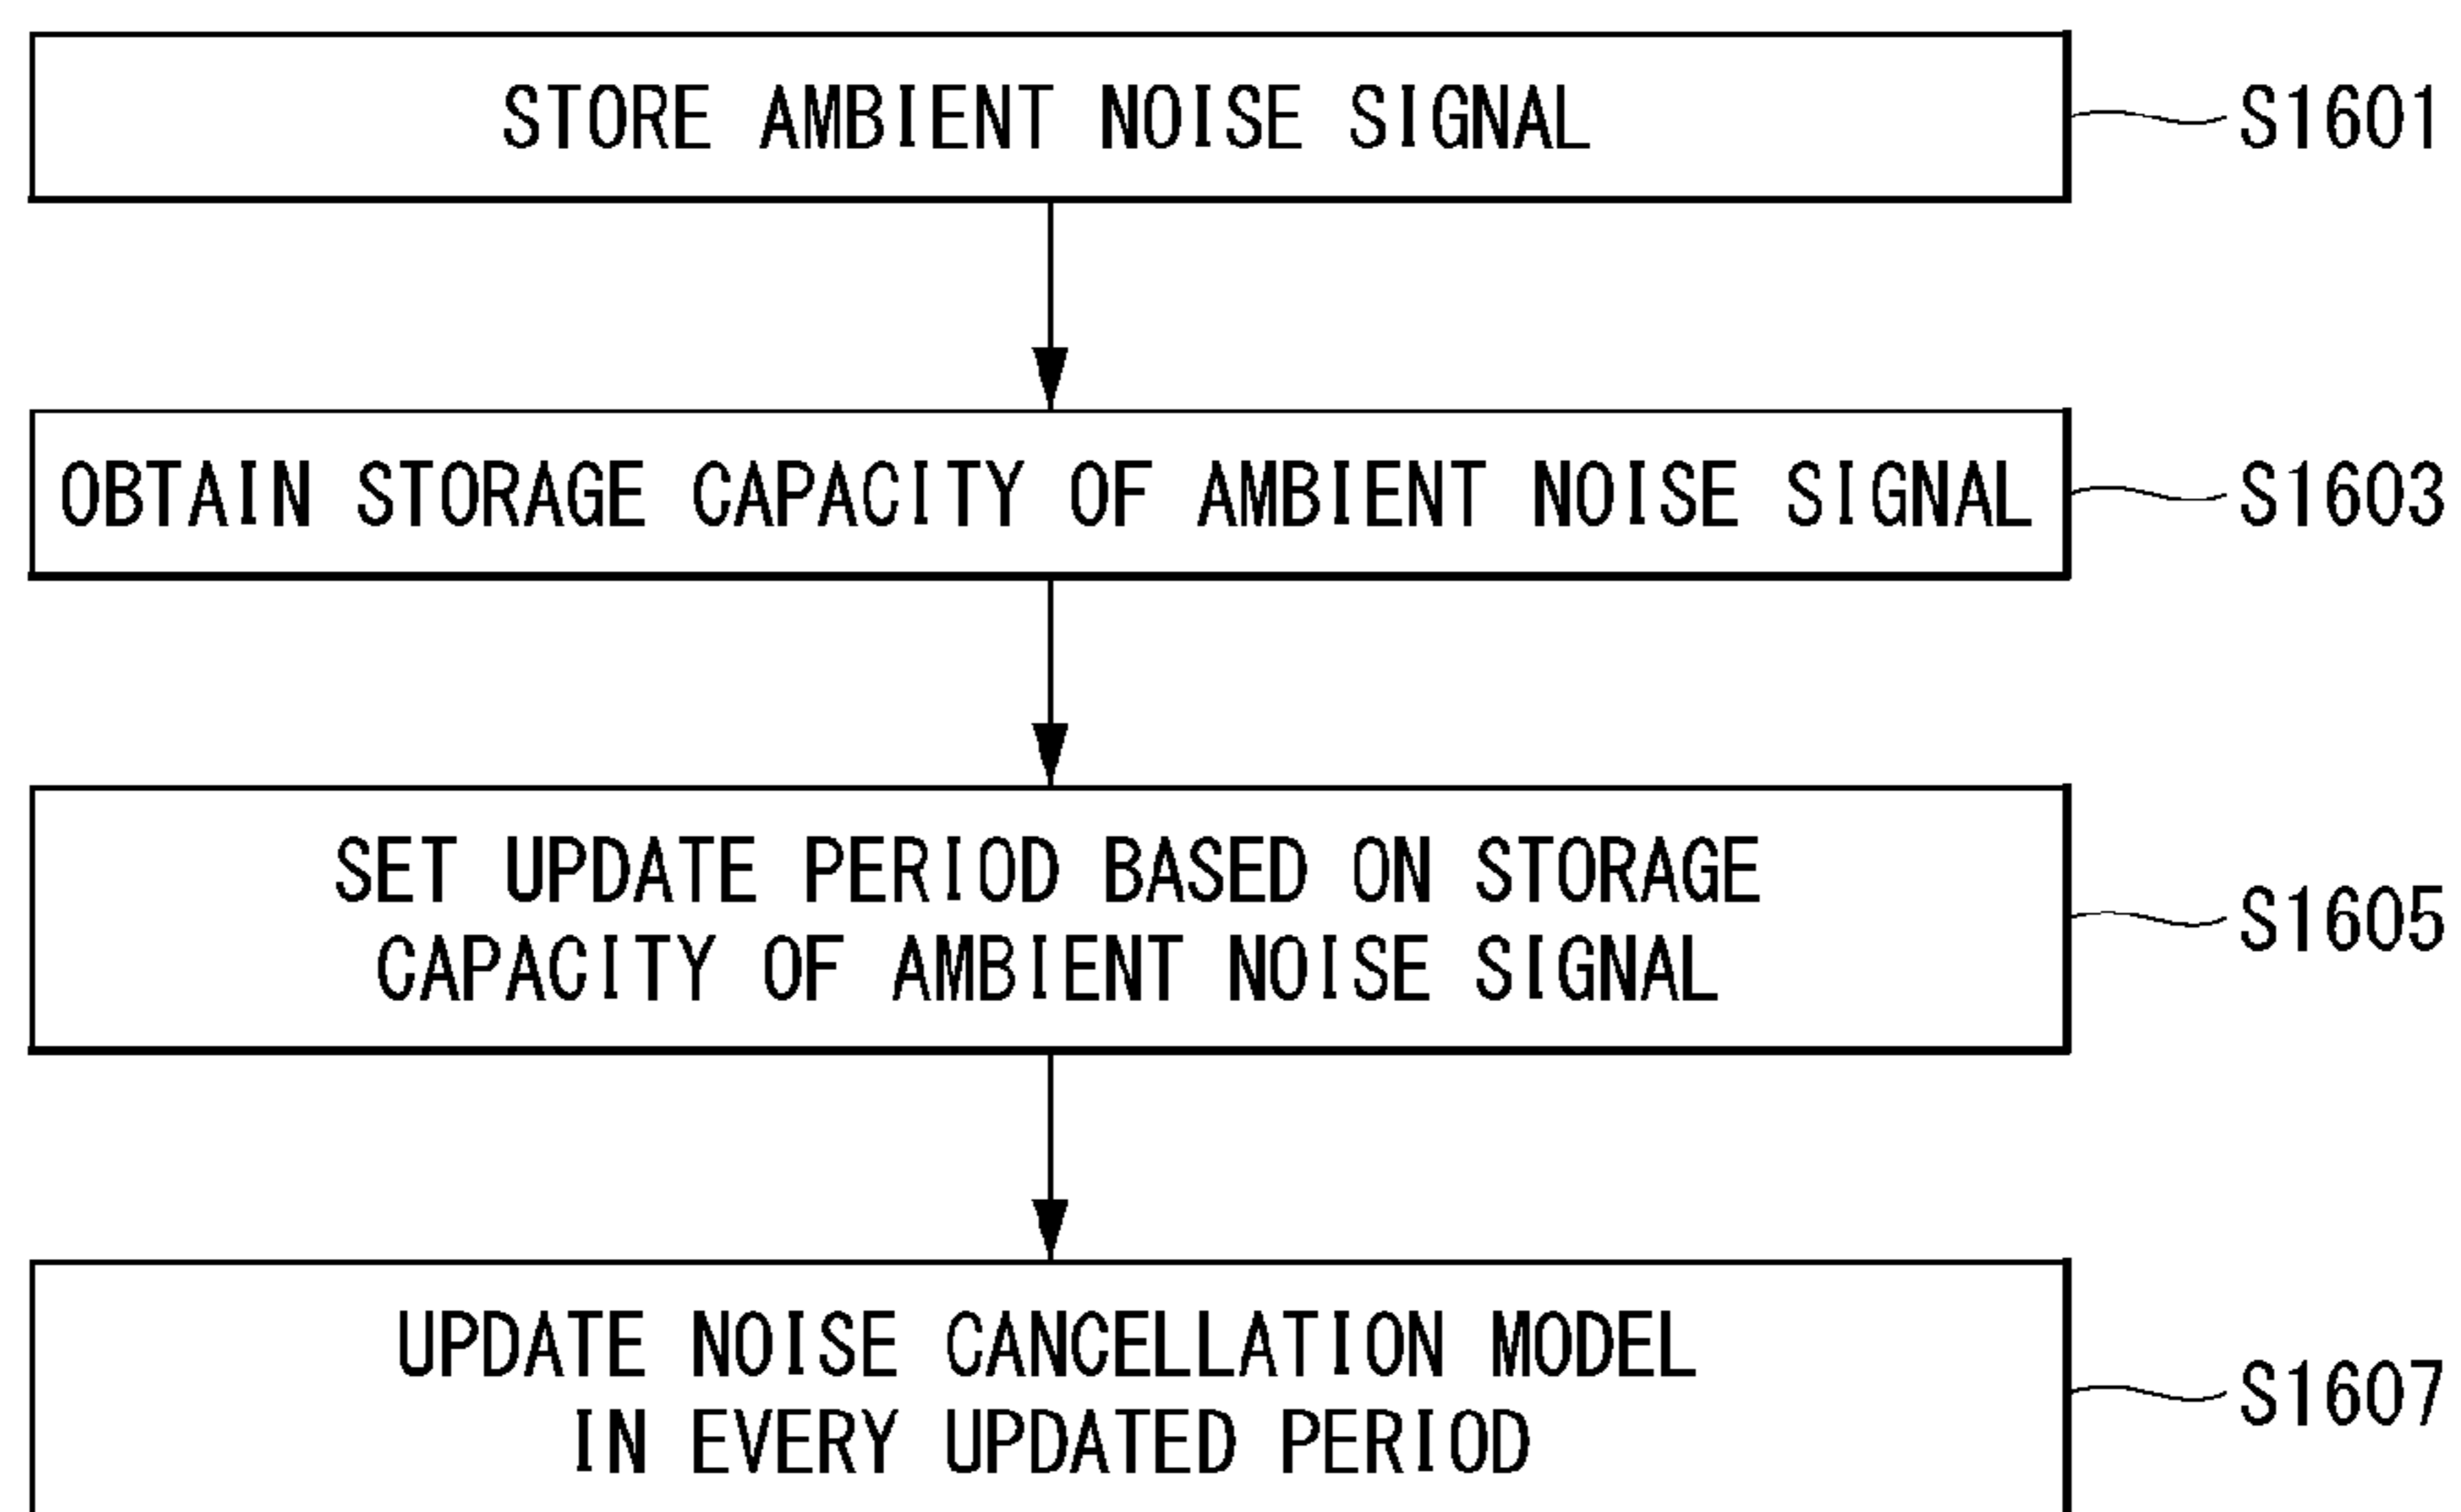 STORE AMBIENT NOISE SIGNAL
S1601
OBTAIN STORAGE CAPACITY OF AMBIENT NOISE SIGNAL
S1603
SET UPDATE PERIOD BASED ON STORAGE
CAPACITY OF AMBIENT NOISE SIGNAL
S1605
UPDATE NOISE CANCELLATION MODEL
IN EVERY UPDATED PERIOD
S1607